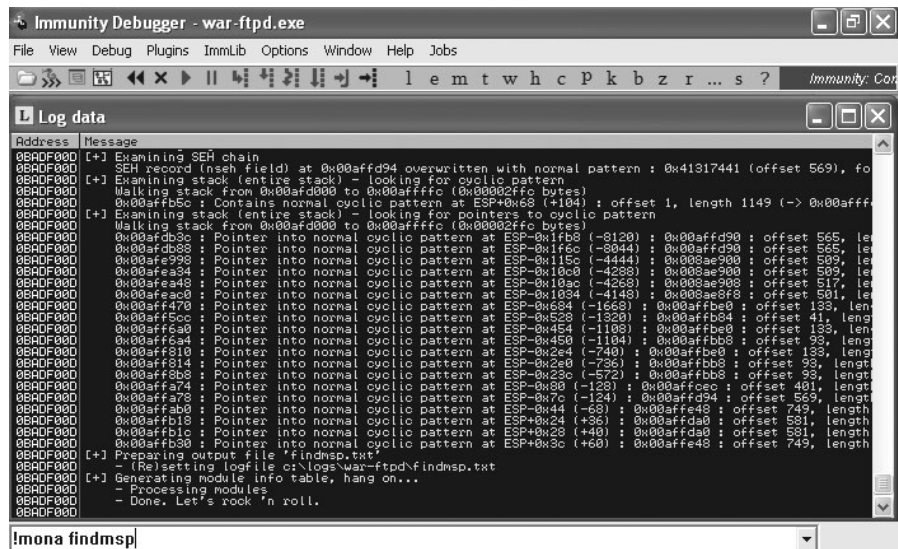 Immunity Debugger - war-ftpd.exe
File View Debug Plugins ImmLib Options Window Help Jobs
l e m t w h c P k b z r ... s ? Immunity: Con
L Log data
Address Message
0BADF00D [+] Examining SEH chain
0BADF00D SEH record (nseh field) at 0x00affd94 overwritten with normal pattern : 0x41317441 (offset 569), fo
0BADF00D [+] Examining stack (entire stack) - looking for cyclic pattern
0BADF00D Walking stack from 0x00afd000 to 0x00affffc (0x00002ffc bytes)
0BADF00D 0x00affb5c : Contains normal cyclic pattern at ESP+0x68 (+104) : offset 1, length 1149 (-> 0x00afff
0BADF00D [+] Examining stack (entire stack) - looking for pointers to cyclic pattern
0BADF00D Walking stack from 0x00afd000 to 0x00affffc (0x00002ffc bytes)
0BADF00D 0x00afdb3c : Pointer into normal cyclic pattern at ESP-0x1fb8 (-8120) : 0x00affd90 : offset 565, le
0BADF00D 0x00afdb88 : Pointer into normal cyclic pattern at ESP-0x1f6c (-8044) : 0x00affd90 : offset 565, le
0BADF00D 0x00afe998 : Pointer into normal cyclic pattern at ESP-0x115c (-4444) : 0x008ae900 : offset 509, le
0BADF00D 0x00afea34 : Pointer into normal cyclic pattern at ESP-0x10c0 (-4288) : 0x008ae900 : offset 509, le
0BADF00D 0x00afea48 : Pointer into normal cyclic pattern at ESP-0x10ac (-4268) : 0x008ae908 : offset 517, le
0BADF00D 0x00afeac0 : Pointer into normal cyclic pattern at ESP-0x1034 (-4148) : 0x008ae8f8 : offset 501, le
0BADF00D 0x00aff470 : Pointer into normal cyclic pattern at ESP-0x684 (-1668) : 0x00affbe0 : offset 133, len
0BADF00D 0x00aff5cc : Pointer into normal cyclic pattern at ESP-0x528 (-1320) : 0x00affb84 : offset 41, leng
0BADF00D 0x00aff6a0 : Pointer into normal cyclic pattern at ESP-0x454 (-1108) : 0x00affbe0 : offset 133, len
0BADF00D 0x00aff6a4 : Pointer into normal cyclic pattern at ESP-0x450 (-1104) : 0x00affbb8 : offset 93, leng
0BADF00D 0x00aff810 : Pointer into normal cyclic pattern at ESP-0x2e4 (-740) : 0x00affbe0 : offset 133, leng
0BADF00D 0x00aff814 : Pointer into normal cyclic pattern at ESP-0x2e0 (-736) : 0x00affbb8 : offset 93, lengt
0BADF00D 0x00aff8b8 : Pointer into normal cyclic pattern at ESP-0x23c (-572) : 0x00affbb8 : offset 93, lengt
0BADF00D 0x00affa74 : Pointer into normal cyclic pattern at ESP-0x80 (-128) : 0x00affcec : offset 401, lengt
0BADF00D 0x00affa78 : Pointer into normal cyclic pattern at ESP-0x7c (-124) : 0x00affd94 : offset 569, lengt
0BADF00D 0x00affab0 : Pointer into normal cyclic pattern at ESP-0x44 (-68) : 0x00affe48 : offset 749, length
0BADF00D 0x00affb18 : Pointer into normal cyclic pattern at ESP+0x24 (+36) : 0x00affda0 : offset 581, length
0BADF00D 0x00affb1c : Pointer into normal cyclic pattern at ESP+0x28 (+40) : 0x00affda0 : offset 581, length
0BADF00D 0x00affb30 : Pointer into normal cyclic pattern at ESP+0x3c (+60) : 0x00affe48 : offset 749, length
0BADF00D [+] Preparing output file 'findmsp.txt'
0BADF00D - (Re)setting logfile c:\logs\war-ftpd\findmsp.txt
0BADF00D [+] Generating module info table, hang on...
0BADF00D - Processing modules
0BADF00D - Done. Let's rock 'n roll.
0BADF00D
!mona findmsp